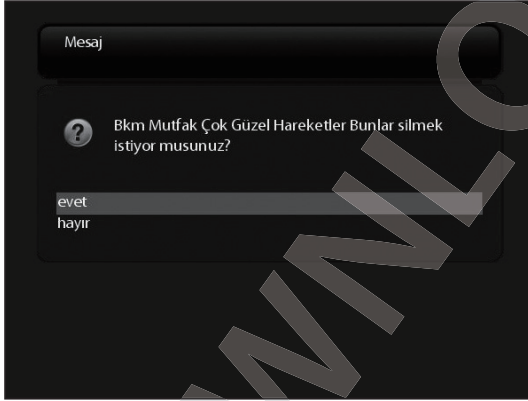 Mesaj
Bkm Mutfak Çok Güzel Hareketler Bunlar silmek
istiyor musunuz?
evet
hayır